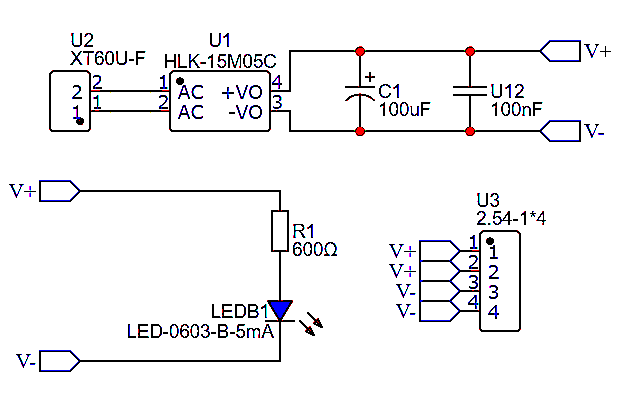 U2
XT60U-F
2
1
2
1
U1
HLK-15M05C
1
2
AC
AC
+VO
-VO
4
3
+
C1
100uF
U12
100nF
V+
V-
V+
R1
600Ω
LEDB1
LED-0603-B-5mA
V-
U3
2.54-1*4
V+
V+
V-
V-
1
2
3
4
1
2
3
4